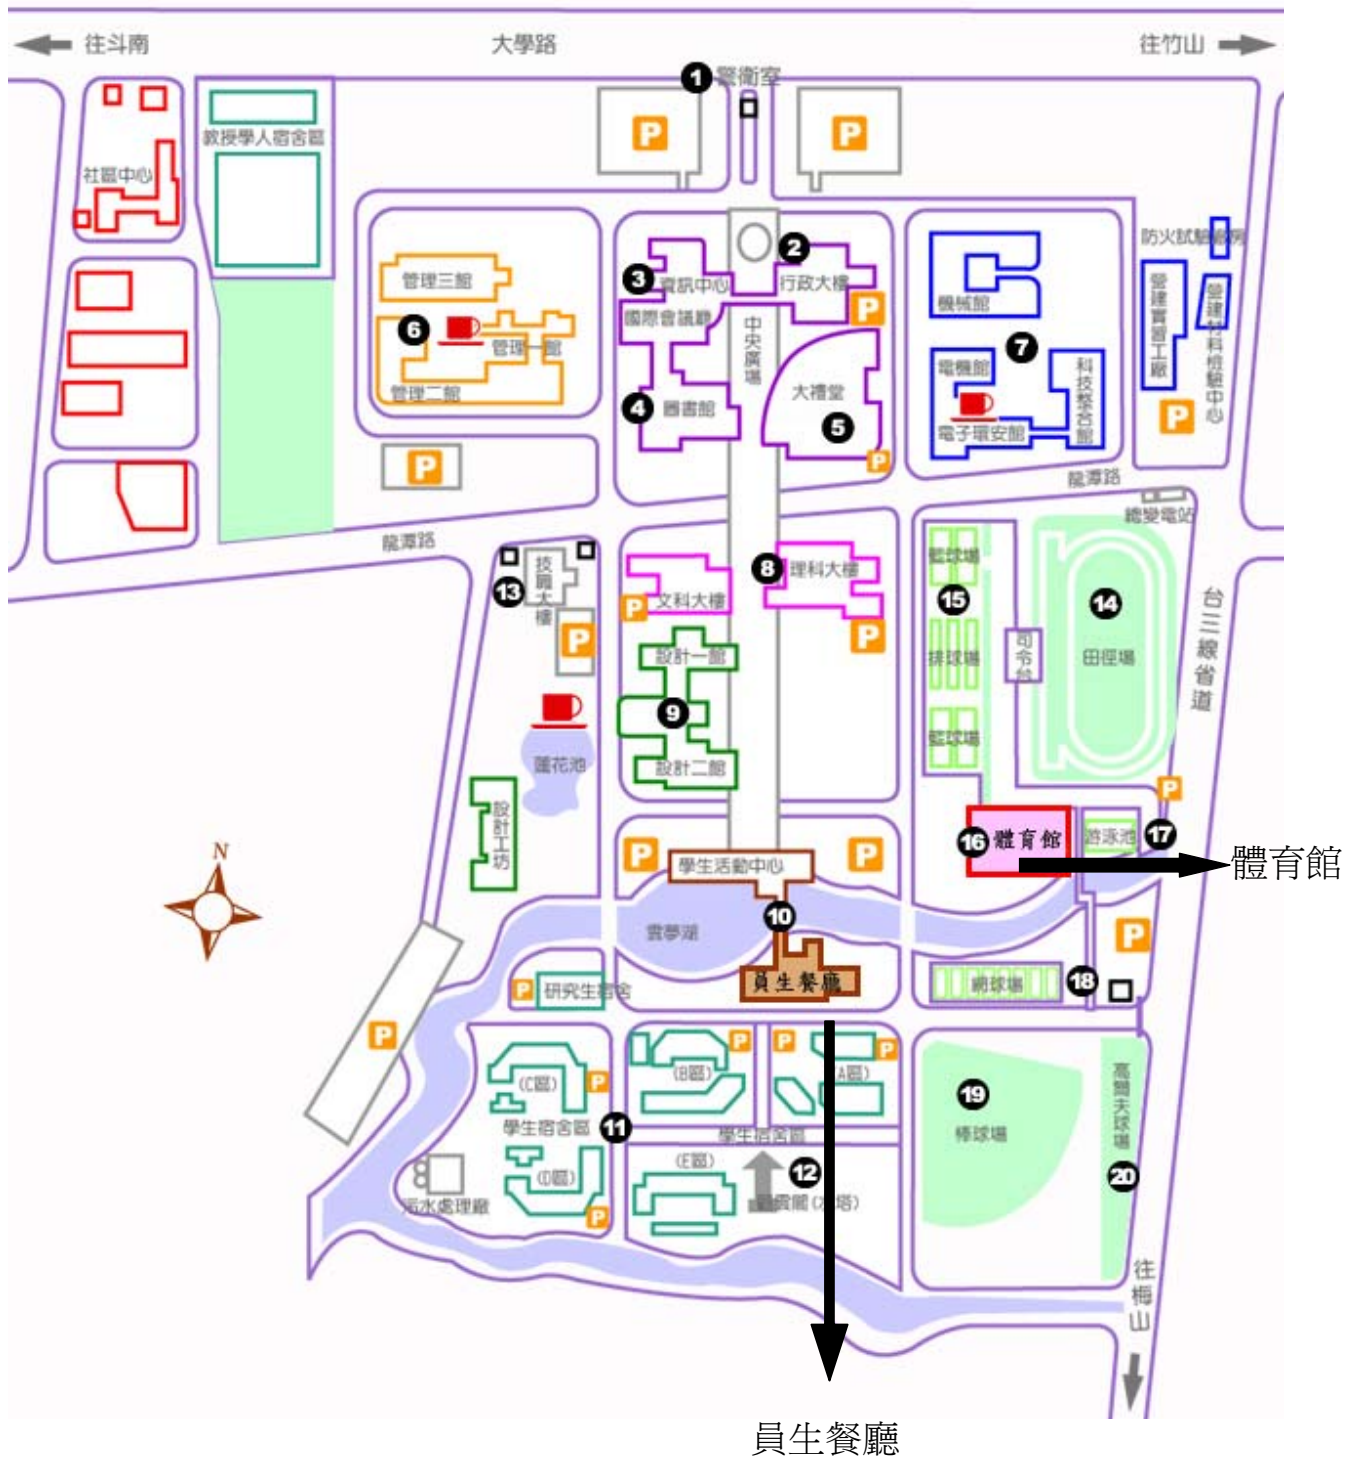 往斗南
大學路
往竹山
1 警衛室
P
P
教授學人宿舍區
社區中心
防火試驗廠房
2
管理三館
3
資訊中心
行政大樓
機械館
營建實習工廠
營建材料檢驗中心
P
國際會議廳
中央廣場
6
管理一館
7
電機館
科技整合館
管理二館
4 圖書館
大禮堂
5
電子環安館
P
P
P
龍潭路
總變電站
龍潭路
籃球場
技職大樓
8 理科大樓
13
15
14
文科大樓
P
台三線省道
P
P
設計一館
排球場
司令台
田徑場
9
籃球場
蓮花池
設計二館
P
設計工坊
16 體育館
游泳池
17
N
P
學生活動中心
P
體育館
10
雲夢湖
P
員生餐廳
網球場
18
P
研究生宿舍
P
P
P
P
(C區)
P
(B區)
(A區)
高爾夫球場
19
學生宿舍區
11
學生宿舍區
棒球場
(E區)
12
20
(D區)
污水處理廠
雲閣(水塔)
P
往梅山
員生餐廳